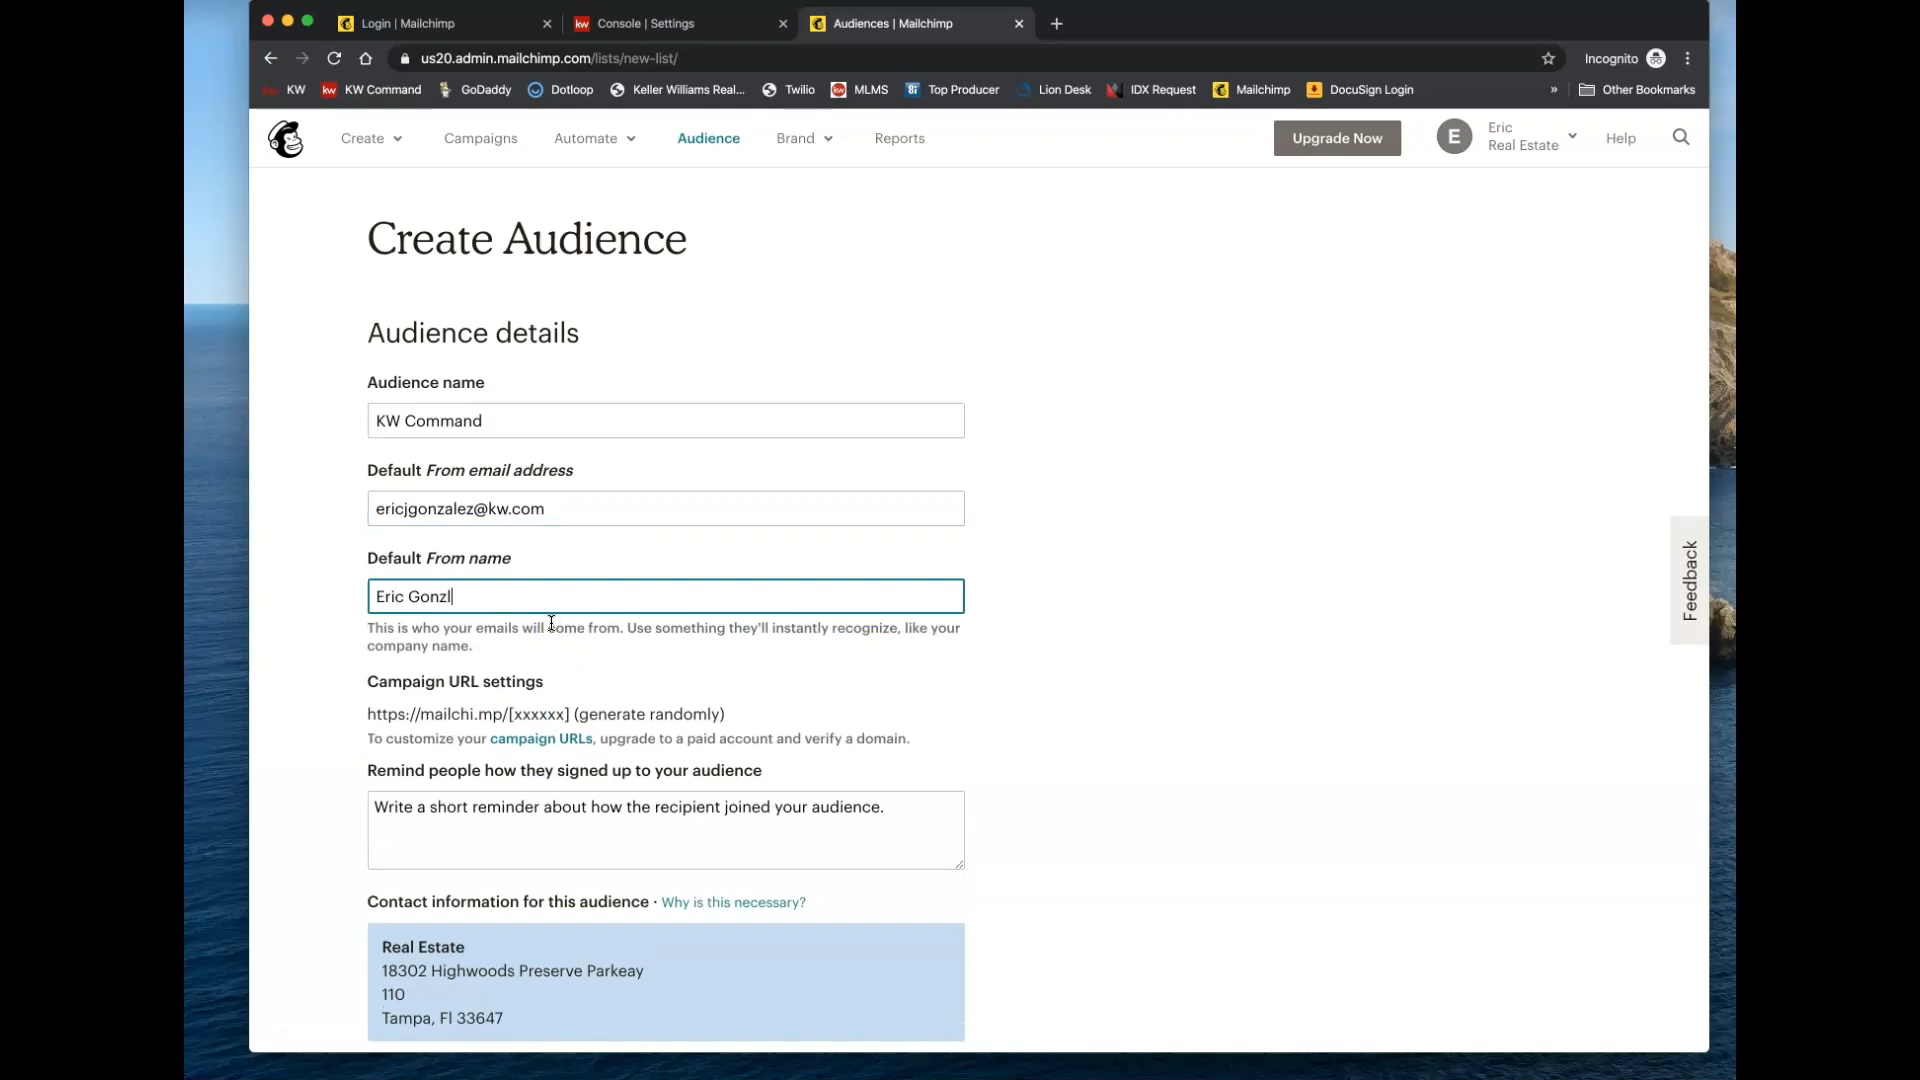 Login | Mailchimp
Console | Settings
Audiences | Mailchimp
us20.admin.mailchimp.com/lists/new-list/
Incognito
KW
KW Command
GoDaddy
Dotloop
Keller Williams Real...
Twilio
MLMS
Top Producer
Lion Desk
IDX Request
Mailchimp
DocuSign Login
»
Other Bookmarks
Create
Campaigns
Automate
Audience
Brand
Reports
Upgrade Now
E
Eric
Real Estate
Help
Create Audience
Audience details
Audience name
KW Command
Default From email address
ericjgonzalez@kw.com
Default From name
Eric Gonzl
This is who your emails will come from. Use something they'll instantly recognize, like your
company name.
Campaign URL settings
https://mailchi.mp/[xxxxxx] (generate randomly)
To customize your campaign URLs, upgrade to a paid account and verify a domain.
Remind people how they signed up to your audience
Write a short reminder about how the recipient joined your audience.
Contact information for this audience · Why is this necessary?
Real Estate
18302 Highwoods Preserve Parkeay
110
Tampa, Fl 33647
Feedback